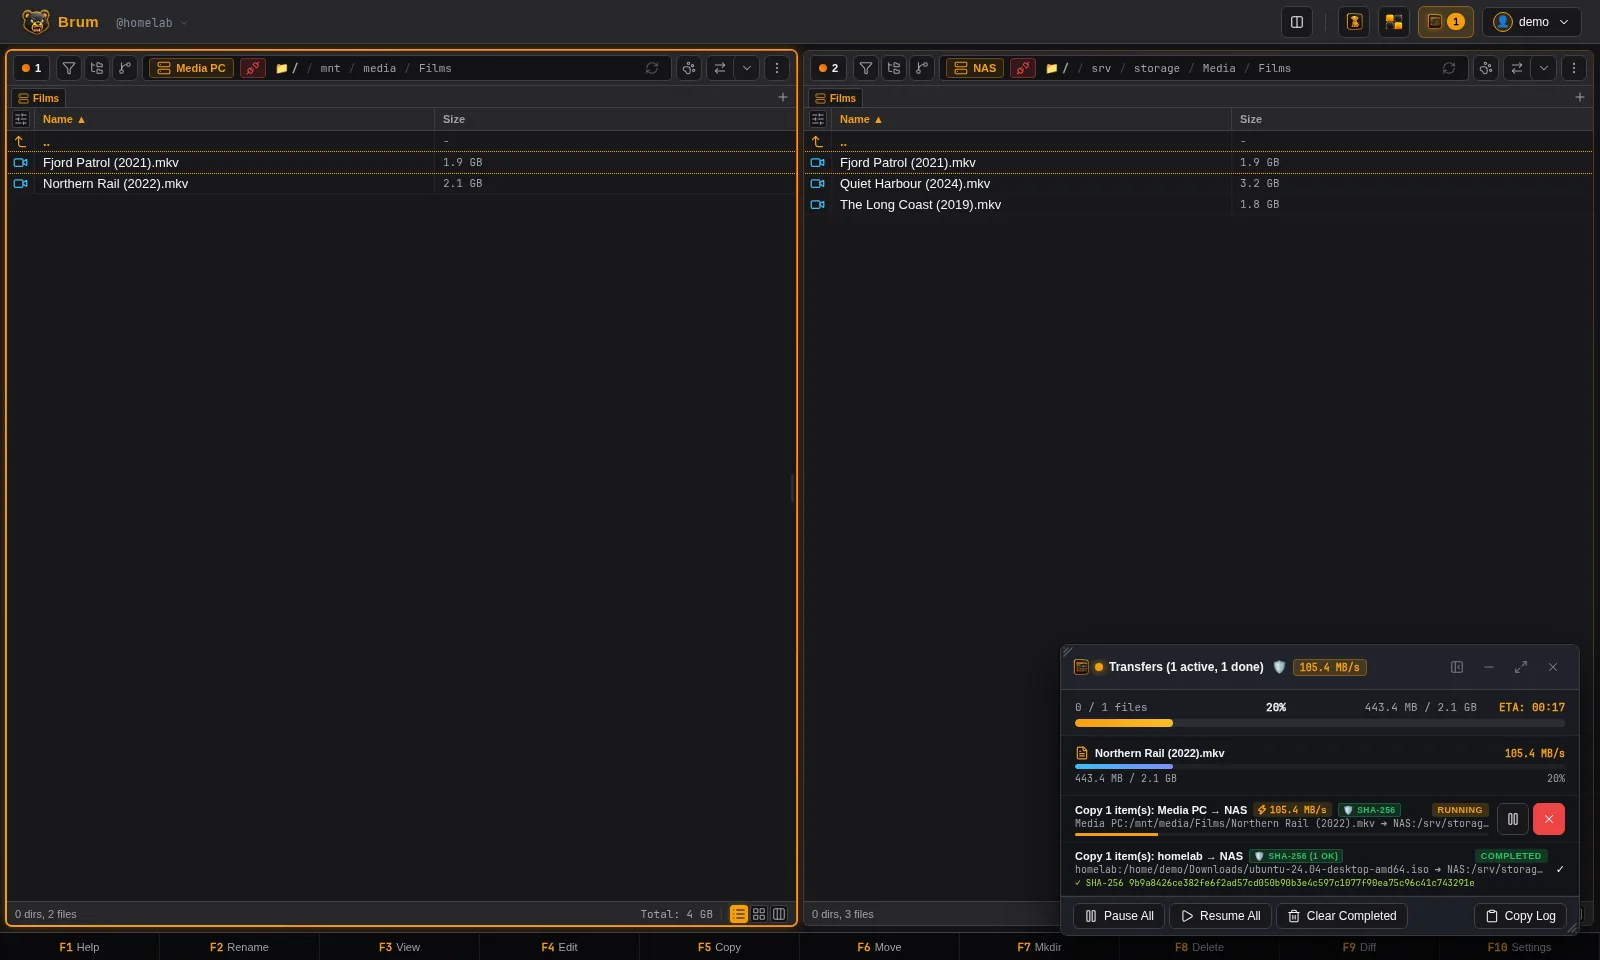 Brum @homelab
1 demo
1 Media PC / / mnt / media / Films
Films
Name ▲ Size
.. -
Fjord Patrol (2021).mkv 1.9 GB
Northern Rail (2022).mkv 2.1 GB
0 dirs, 2 files Total: 4 GB
2 NAS / / srv / storage / Media / Films
Films
Name ▲ Size
.. -
Fjord Patrol (2021).mkv 1.9 GB
Quiet Harbour (2024).mkv 3.2 GB
The Long Coast (2019).mkv 1.8 GB
0 dirs, 3 files
Transfers (1 active, 1 done) 105.4 MB/s
0 / 1 files 20% 443.4 MB / 2.1 GB ETA: 00:17
Northern Rail (2022).mkv 105.4 MB/s
443.4 MB / 2.1 GB 20%
Copy 1 item(s): Media PC → NAS 105.4 MB/s SHA-256 RUNNING
Media PC:/mnt/media/Films/Northern Rail (2022).mkv → NAS:/srv/storag…
Copy 1 item(s): homelab → NAS SHA-256 (1 OK) COMPLETED
homelab:/home/demo/Downloads/ubuntu-24.04-desktop-amd64.iso → NAS:/srv/storag… ✓
✓ SHA-256 9b9a8426ce382fe6f2ad57cd050b90b3e4c597c1077f90ea75c96c41c743291e
Pause All Resume All Clear Completed Copy Log
F1 Help F2 Rename F3 View F4 Edit F5 Copy F6 Move F7 Mkdir F8 Delete F9 Diff F10 Settings